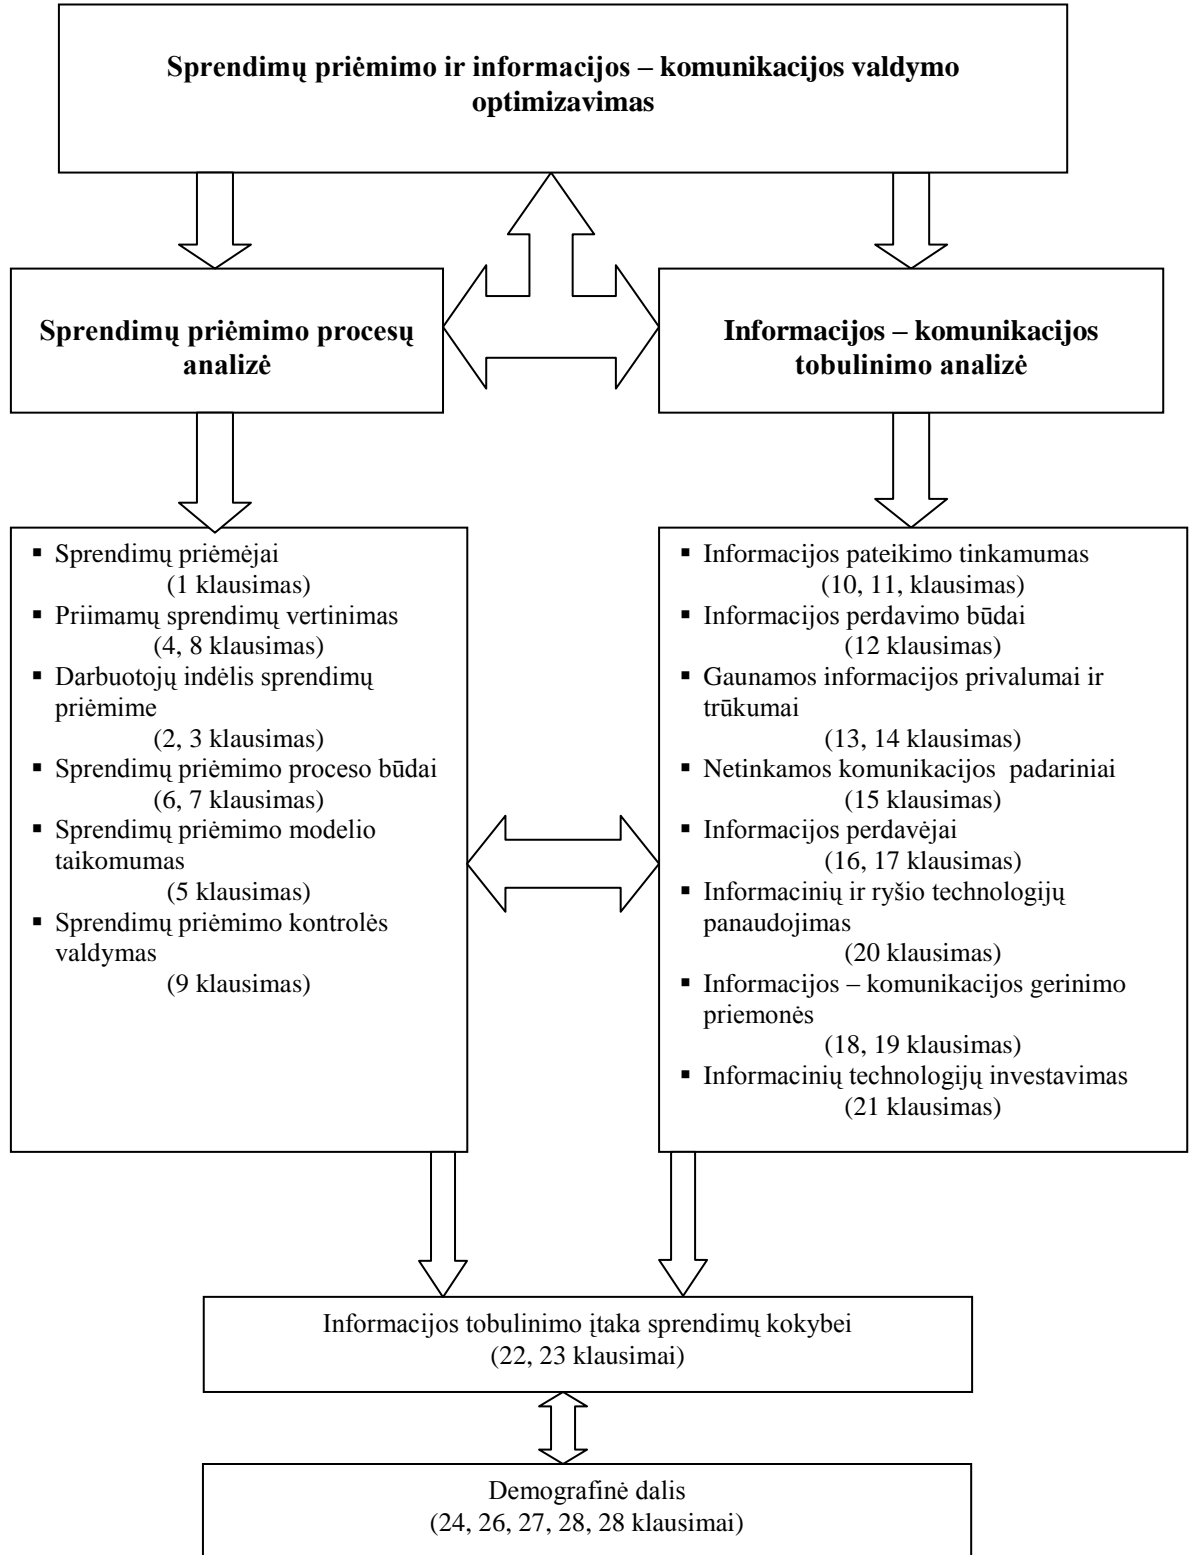 Sprendimų priėmimo ir informacijos – komunikacijos valdymo
optimizavimas
Sprendimų priėmimo procesų
analizė
Informacijos – komunikacijos
tobulinimo analizė
▪ Sprendimų priėmėjai
(1 klausimas)
▪ Priimamų sprendimų vertinimas
(4, 8 klausimas)
▪ Darbuotojų indėlis sprendimų
priėmime
(2, 3 klausimas)
▪ Sprendimų priėmimo proceso būdai
(6, 7 klausimas)
▪ Sprendimų priėmimo modelio
taikomumas
(5 klausimas)
▪ Sprendimų priėmimo kontrolės
valdymas
(9 klausimas)
▪ Informacijos pateikimo tinkamumas
(10, 11, klausimas)
▪ Informacijos perdavimo būdai
(12 klausimas)
▪ Gaunamos informacijos privalumai ir
trūkumai
(13, 14 klausimas)
▪ Netinkamos komunikacijos  padariniai
(15 klausimas)
▪ Informacijos perdavėjai
(16, 17 klausimas)
▪ Informacinių ir ryšio technologijų
panaudojimas
(20 klausimas)
▪ Informacijos – komunikacijos gerinimo
priemonės
(18, 19 klausimas)
▪ Informacinių technologijų investavimas
(21 klausimas)
Informacijos tobulinimo įtaka sprendimų kokybei
(22, 23 klausimai)
Demografinė dalis
(24, 26, 27, 28, 28 klausimai)